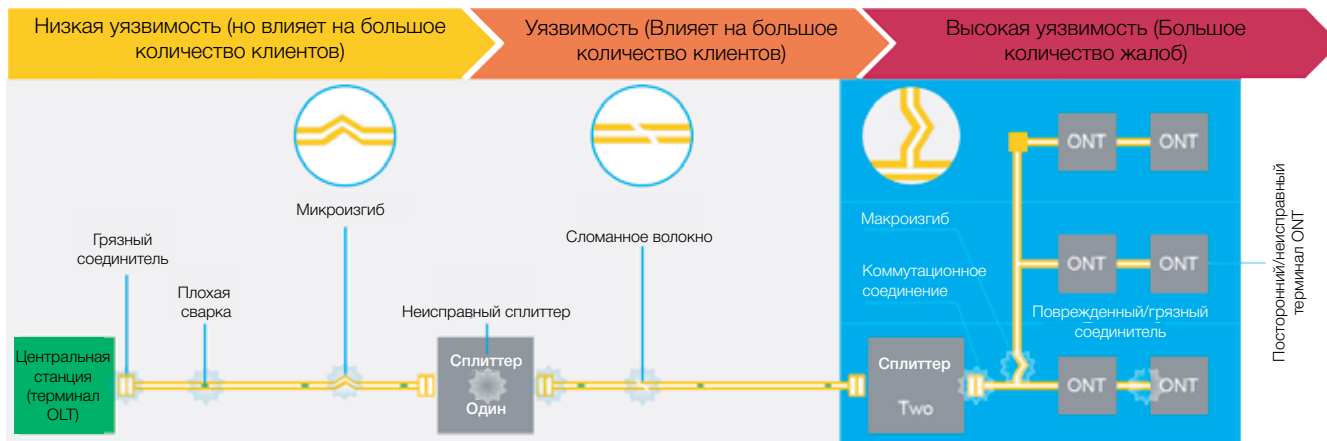 Низкая уязвимость (но влияет на большое
количество клиентов)
Уязвимость (Влияет на большое
количество клиентов)
Высокая уязвимость (Большое
количество жалоб)
Микроизгиб
Сломанное волокно
Грязный
соединитель
Плохая
сварка
Неисправный сплиттер
Центральная
станция
(терминал
OLT)
Сплиттер
Один
Макроизгиб
Коммутационное
соединение
Сплиттер
Two
ONT
ONT
ONT
ONT
Поврежденный/грязный
соединитель
ONT
ONT
Посторонний/неисправный
терминал ONT